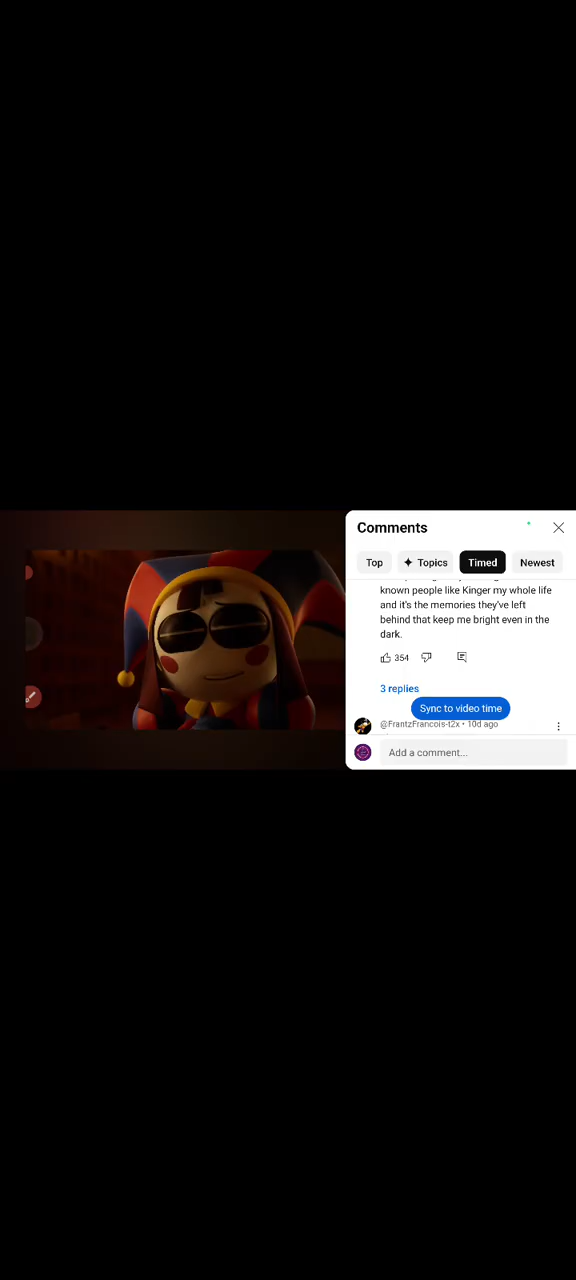 Comments
Top
Topics
Timed
Newest
known people like Kinger my whole life
and it's the memories they've left
behind that keep me bright even in the
dark.
354
3 replies
Sync to video time
@FrantzFrancois-t2x • 10d ago
Add a comment...